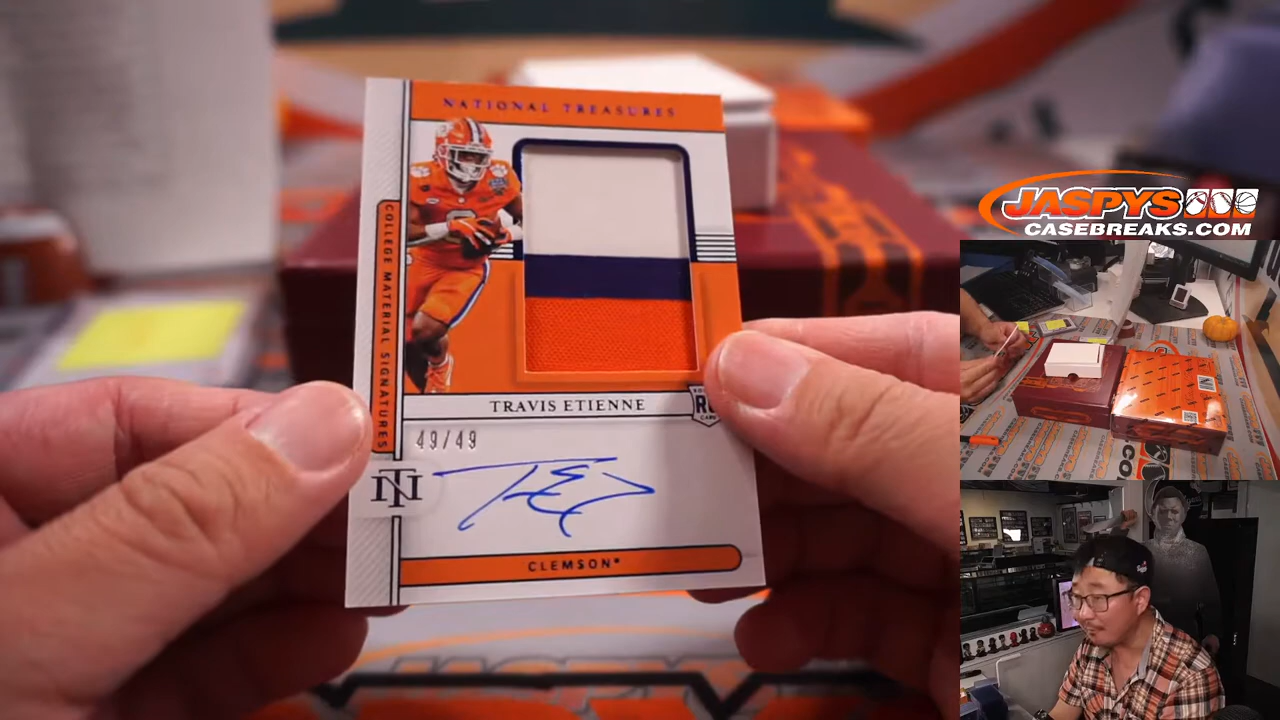 NATIONAL TREASURES
COLLEGE MATERIAL SIGNATURES
TRAVIS ETIENNE
RC
49/49
NT
CLEMSON
JASPYS
CASEBREAKS.COM